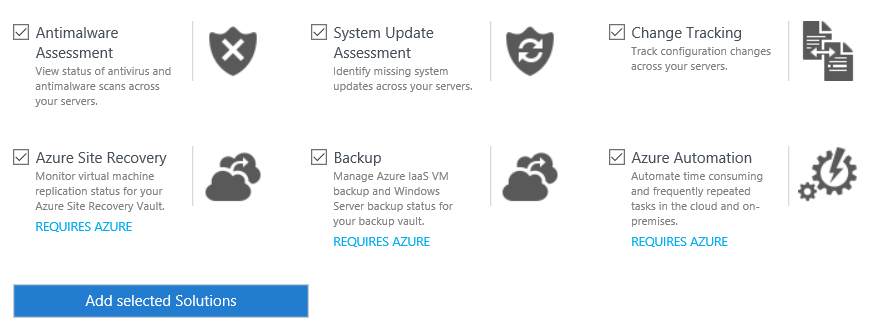 Antimalware
Assessment
View status of antivirus and
antimalware scans across
your servers.
System Update
Assessment
Identify missing system
updates across your servers.
Change Tracking
Track configuration changes
across your servers.
Azure Site Recovery
Monitor virtual machine
replication status for your
Azure Site Recovery Vault.
REQUIRES AZURE
Backup
Manage Azure IaaS VM
backup and Windows
Server backup status for
your backup vault.
REQUIRES AZURE
Azure Automation
Automate time consuming
and frequently repeated
tasks in the cloud and on-
premises.
REQUIRES AZURE
Add selected Solutions